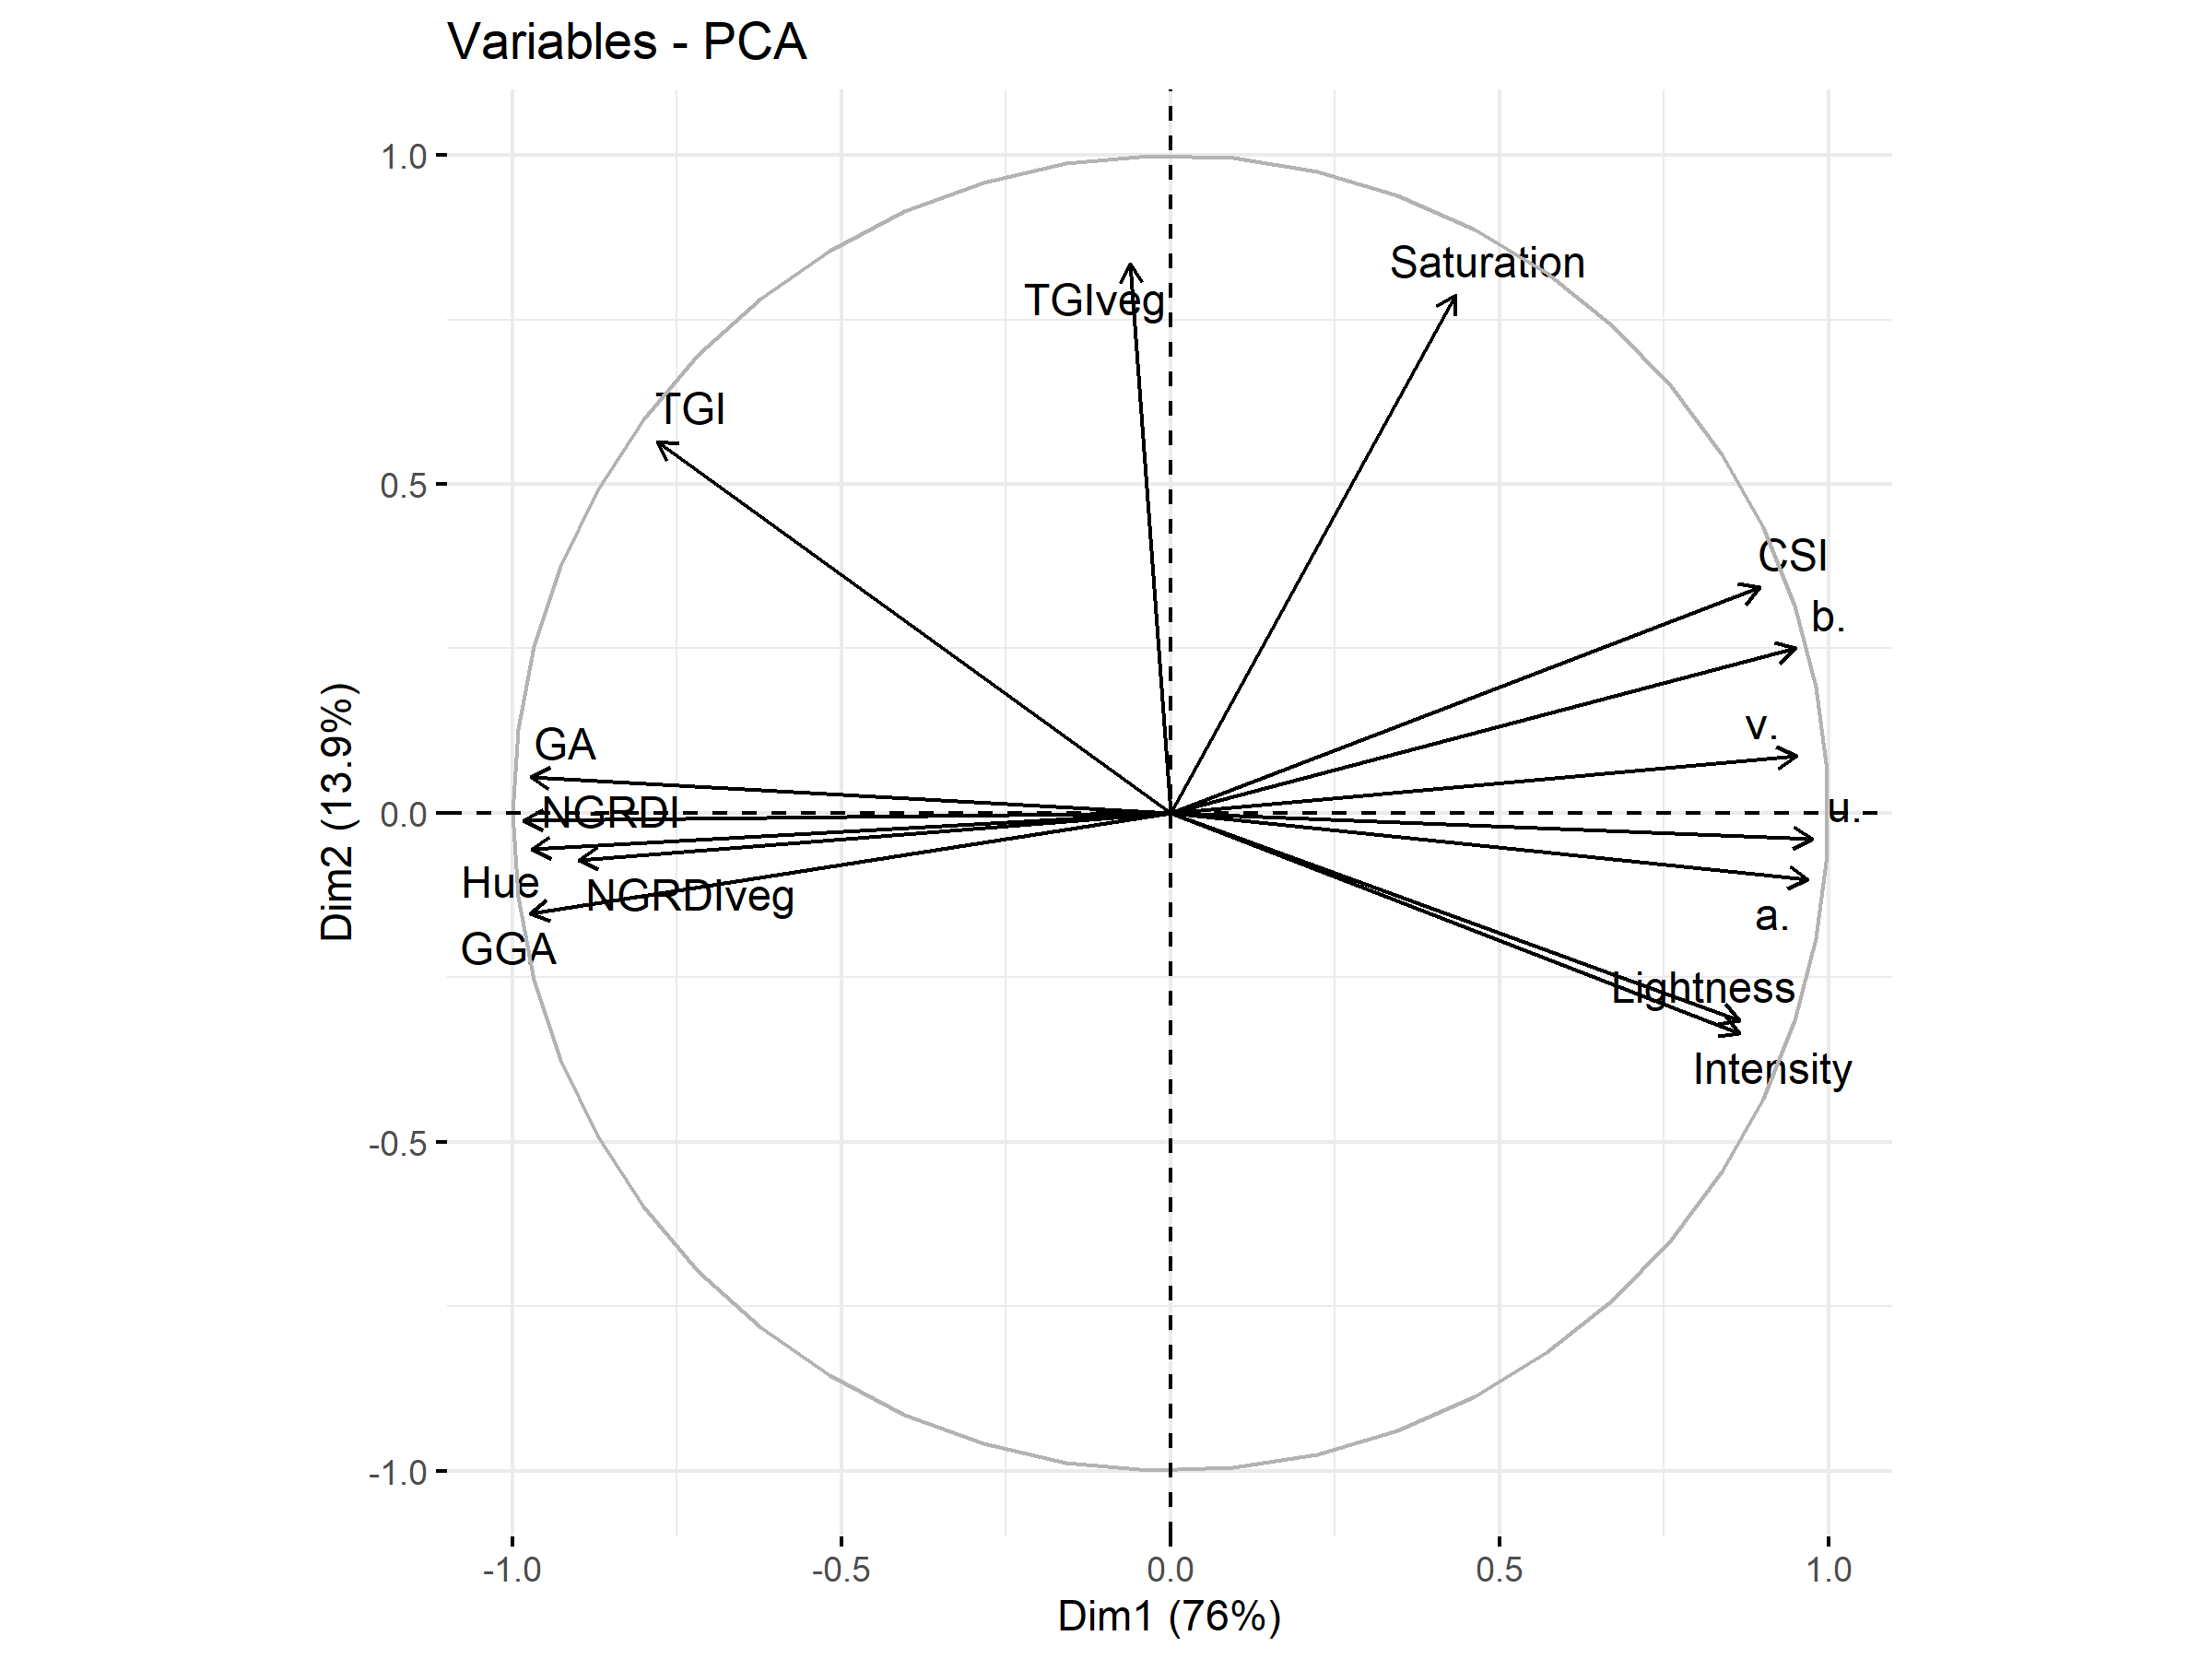 Variables - PCA
1.0
0.5
0.0
-0.5
-1.0
Dim2 (13.9%)
Saturation
TGIveg
TGI
CSI
b.
v.
GA
NGRDI
u.
Hue
NGRDIveg
a.
GGA
Lightness
Intensity
-1.0
-0.5
0.0
0.5
1.0
Dim1 (76%)